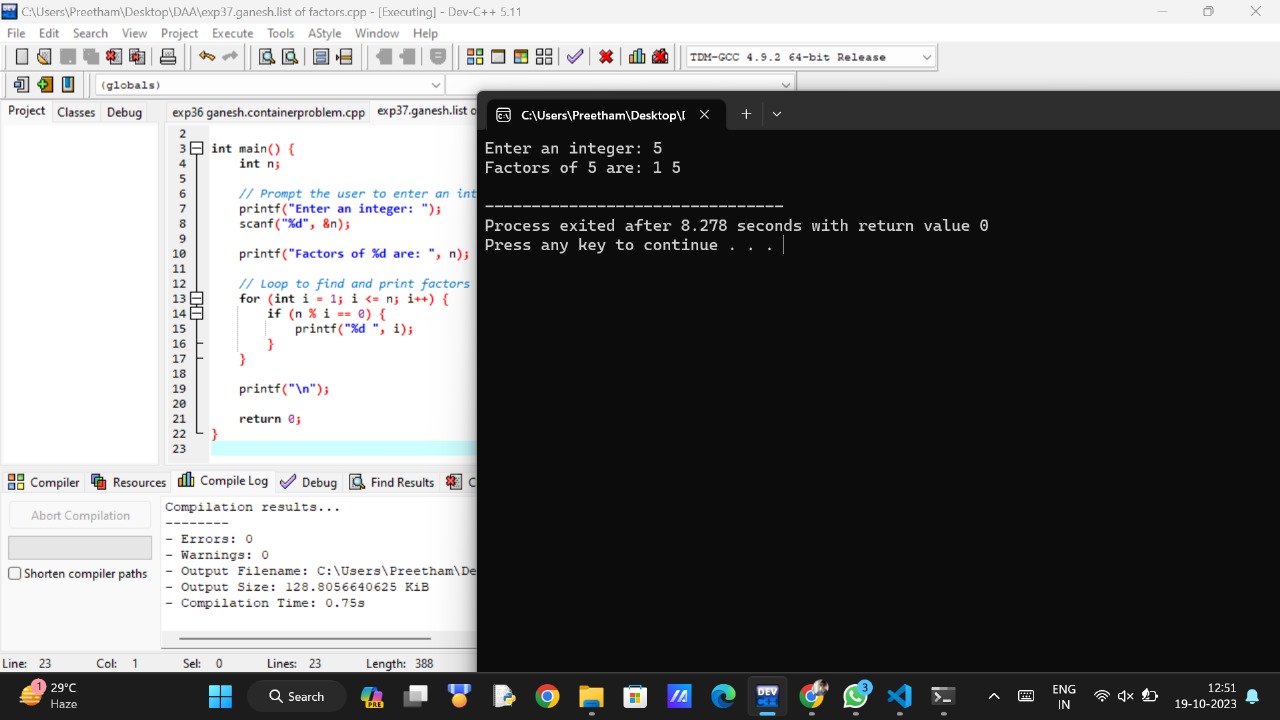 C:\Users\Preetham\Desktop\DAA\exp37.ganesh.list of factors.cpp - [Executing] - Dev-C++ 5.11
File Edit Search View Project Execute Tools AStyle Window Help
TDM-GCC 4.9.2 64-bit Release
(globals)
Project Classes Debug
exp36 ganesh.containerproblem.cpp exp37.ganesh.list o
2
3 int main() {
4 int n;
5
6 // Prompt the user to enter an int
7 printf("Enter an integer: ");
8 scanf("%d", &n);
9
10 printf("Factors of %d are: ", n);
11
12 // Loop to find and print factors
13 for (int i = 1; i <= n; i++) {
14 if (n % i == 0) {
15 printf("%d ", i);
16 }
17 }
18
19 printf("\n");
20
21 return 0;
22 }
23
C:\Users\Preetham\Desktop\[
Enter an integer: 5
Factors of 5 are: 1 5
--------------------------------
Process exited after 8.278 seconds with return value 0
Press any key to continue . . .
Compiler Resources Compile Log Debug Find Results C
Abort Compilation
Shorten compiler paths
Compilation results...
--------
- Errors: 0
- Warnings: 0
- Output Filename: C:\Users\Preetham\De
- Output Size: 128.8056640625 KiB
- Compilation Time: 0.75s
Line: 23 Col: 1 Sel: 0 Lines: 23 Length: 388
1
29°C
Haze
Search
PRE
DEV
3
ENG
IN
12:51
19-10-2023